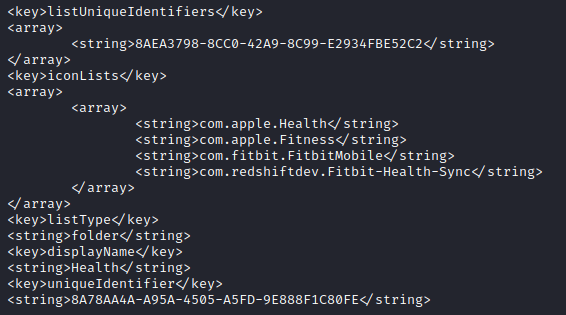 <key>listUniqueIdentifiers</key>
<array>
	<string>8AEA3798-8CC0-42A9-8C99-E2934FBE52C2</string>
</array>
<key>iconLists</key>
<array>
	<array>
		<string>com.apple.Health</string>
		<string>com.apple.Fitness</string>
		<string>com.fitbit.FitbitMobile</string>
		<string>com.redshiftdev.Fitbit-Health-Sync</string>
	</array>
</array>
<key>listType</key>
<string>folder</string>
<key>displayName</key>
<string>Health</string>
<key>uniqueIdentifier</key>
<string>8A78AA4A-A95A-4505-A5FD-9E888F1C80FE</string>